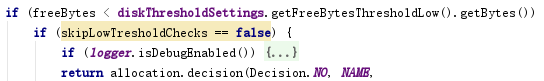 if (freeBytes < diskThresholdSettings.getFreeBytesThresholdLow().getBytes())
if (skipLowTresholdChecks == false) {
if (logger.isDebugEnabled()) {...}
return allocation.decision(Decision.NO, NAME,